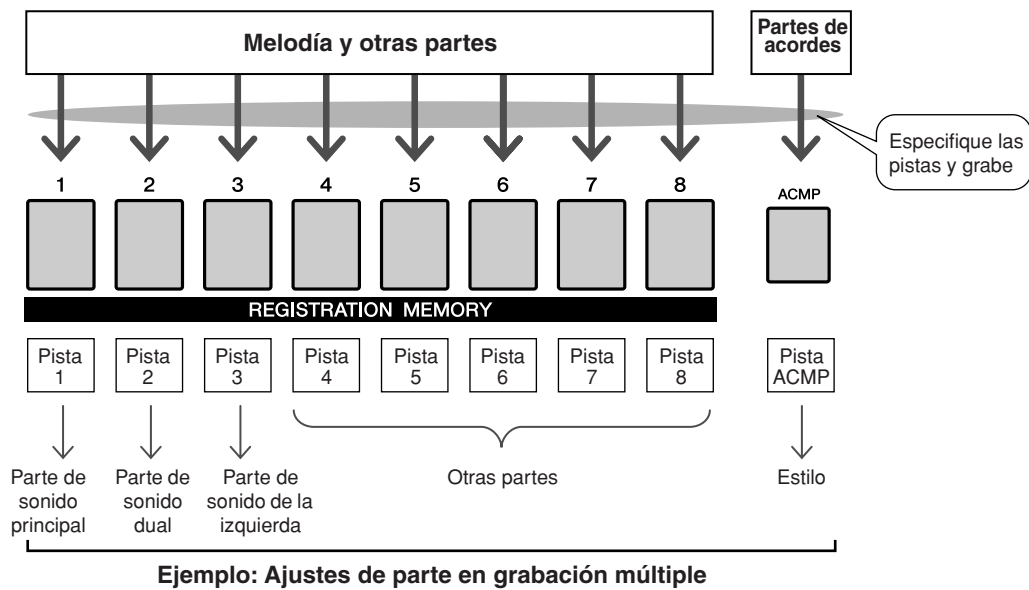 Melodía y otras partes
Partes de
acordes
Especifique las
pistas y grabe
1 2 3 4 5 6 7 8
ACMP
REGISTRATION MEMORY
Pista
1
Pista
2
Pista
3
Pista
4
Pista
5
Pista
6
Pista
7
Pista
8
Pista
ACMP
Parte de
sonido
principal
Parte de
sonido
dual
Parte de
sonido de la
izquierda
Otras partes
Estilo
Ejemplo: Ajustes de parte en grabación múltiple